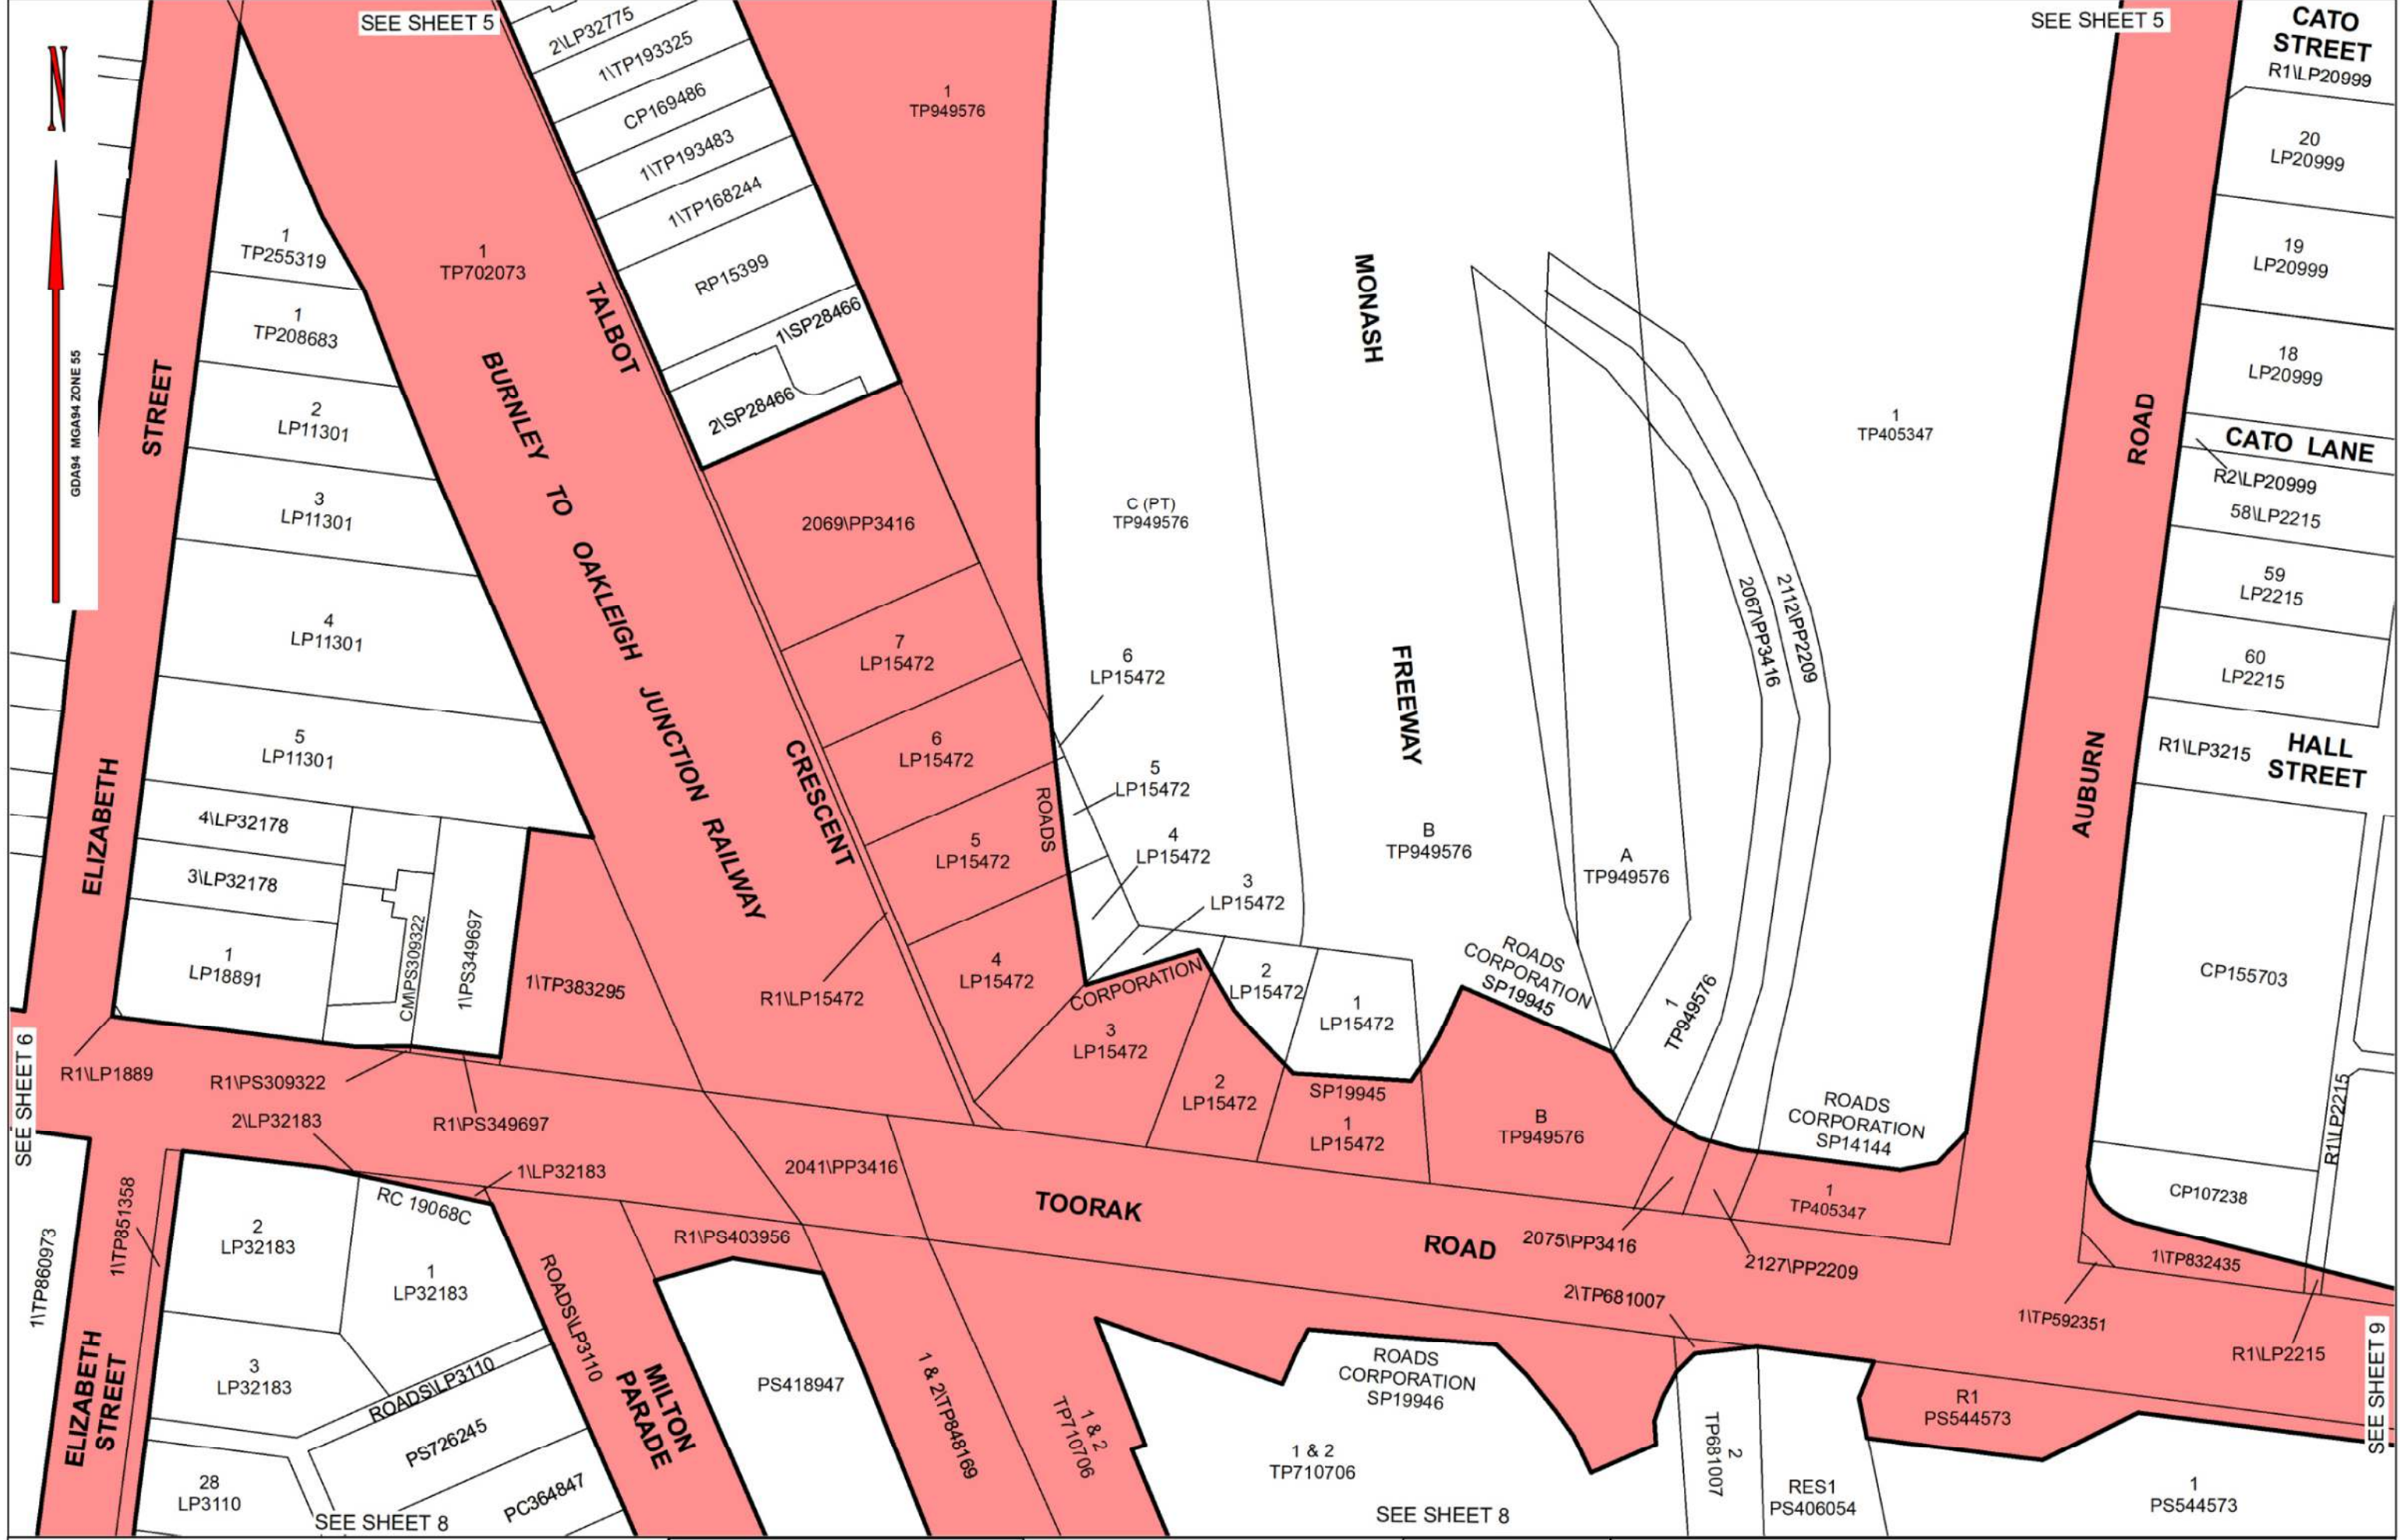 SEE SHEET 5
SEE SHEET 5
N
GDA94 MGA94 ZONE 55
2\LP32775
1\TP193325
CP169486
1\TP193483
1\TP168244
RP15399
1\SP28466
2\SP28466
1
TP949576
CATO
STREET
R1\LP20999
20
LP20999
19
LP20999
18
LP20999
CATO LANE
R2\LP20999
58\LP2215
59
LP2215
60
LP2215
R1\LP3215
HALL
STREET
1
TP255319
1
TP208683
2
LP11301
3
LP11301
4
LP11301
5
LP11301
4\LP32178
3\LP32178
1
LP18891
CM\PS309322
1\PS349697
1\TP383295
STREET
ELIZABETH
1
TP702073
BURNLEY TO OAKLEIGH JUNCTION RAILWAY
TALBOT
CRESCENT
2069\PP3416
7
LP15472
6
LP15472
5
LP15472
4
LP15472
ROADS
CORPORATION
R1\LP15472
C (PT)
TP949576
6
LP15472
5
LP15472
4
LP15472
3
LP15472
2
LP15472
1
LP15472
3
LP15472
2
LP15472
SP19945
1
LP15472
MONASH
FREEWAY
B
TP949576
A
TP949576
ROADS
CORPORATION
SP19945
1
TP949576
2067\PP3416
2112\PP2209
1
TP405347
ROAD
AUBURN
CP155703
R1\LP2215
CP107238
ROADS
CORPORATION
SP14144
B
TP949576
1
TP405347
1\TP832435
SEE SHEET 6
R1\LP1889
R1\PS309322
2\LP32183
R1\PS349697
1\LP32183
RC 19068C
2041\PP3416
R1\PS403956
TOORAK
ROAD
2075\PP3416
2127\PP2209
2\TP681007
1\TP592351
R1\LP2215
SEE SHEET 9
1\TP860973
1\TP851358
ELIZABETH
STREET
2
LP32183
1
LP32183
3
LP32183
ROADS\LP3110
ROADS\LP3110
MILTON
PARADE
PS418947
PS726245
PC364847
28
LP3110
SEE SHEET 8
1 & 2\TP848169
1 & 2
TP710706
ROADS
CORPORATION
SP19946
1 & 2
TP710706
SEE SHEET 8
2
TP681007
RES1
PS406054
R1
PS544573
1
PS544573